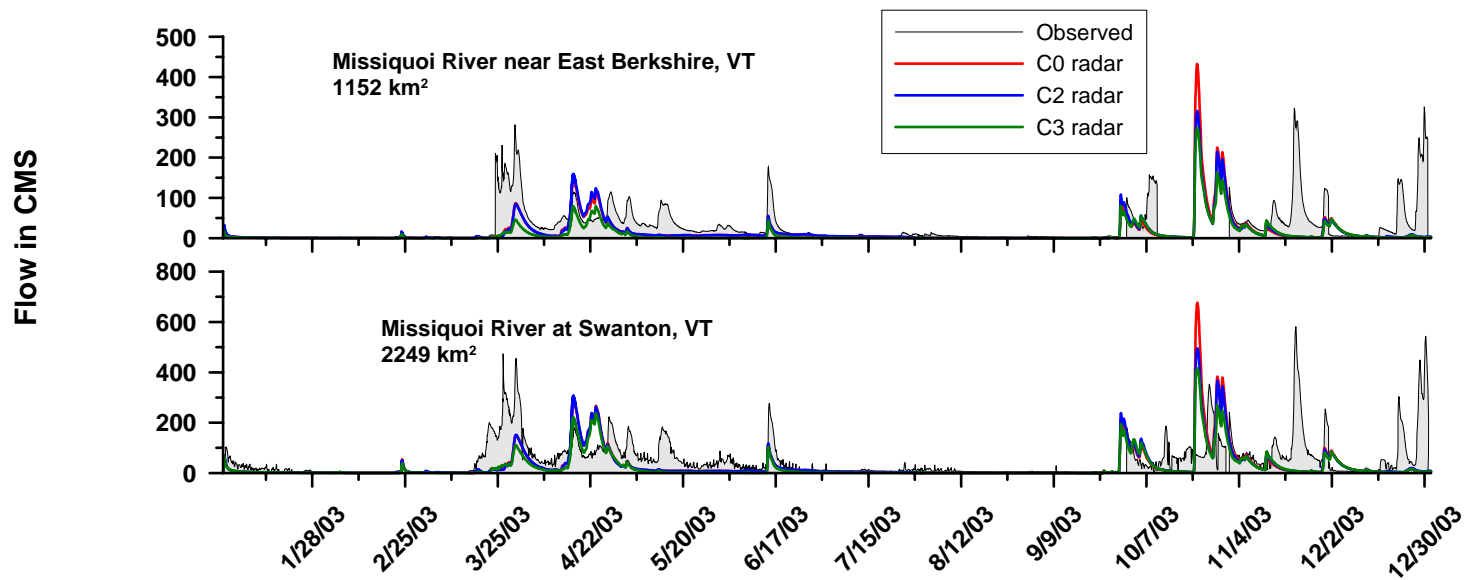 Flow in CMS
500
400
300
200
100
0
Missiquoi River near East Berkshire, VT
1152 km²
Observed
C0 radar
C2 radar
C3 radar
800
600
400
200
0
Missiquoi River at Swanton, VT
2249 km²
1/28/03
2/25/03
3/25/03
4/22/03
5/20/03
6/17/03
7/15/03
8/12/03
9/9/03
10/7/03
11/4/03
12/2/03
12/30/03